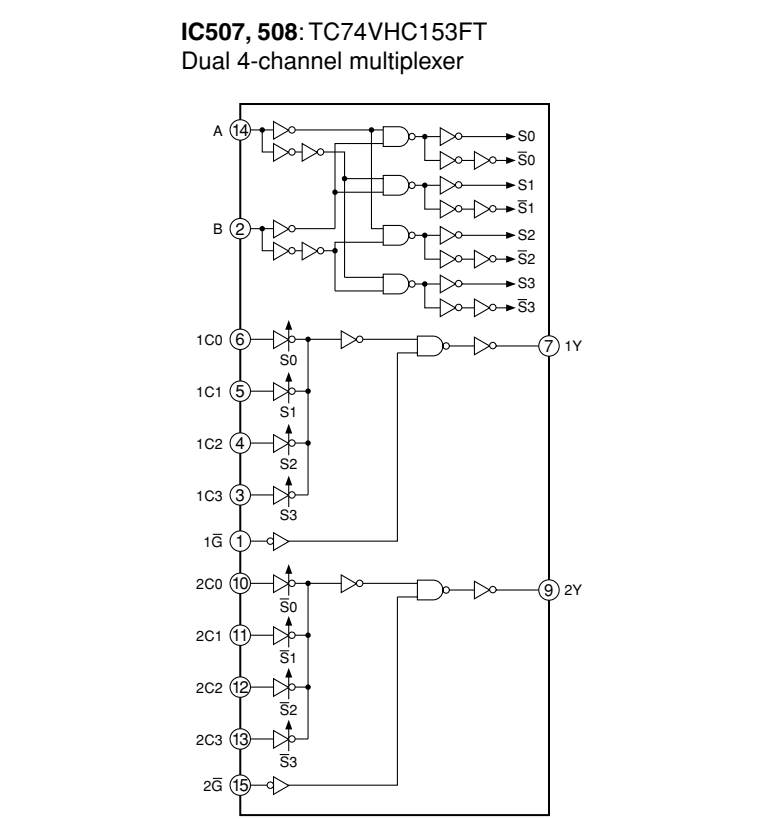 IC507, 508: TC74VHC153FT
Dual 4-channel multiplexer
A 14
S0
S̅0
S1
S̅1
B 2
S2
S̅2
S3
S̅3
1C0 6
7 1Y
S0
1C1 5
S1
1C2 4
S2
1C3 3
S3
1G̅ 1
2C0 10
9 2Y
S̅0
2C1 11
S̅1
2C2 12
S̅2
2C3 13
S̅3
2G̅ 15